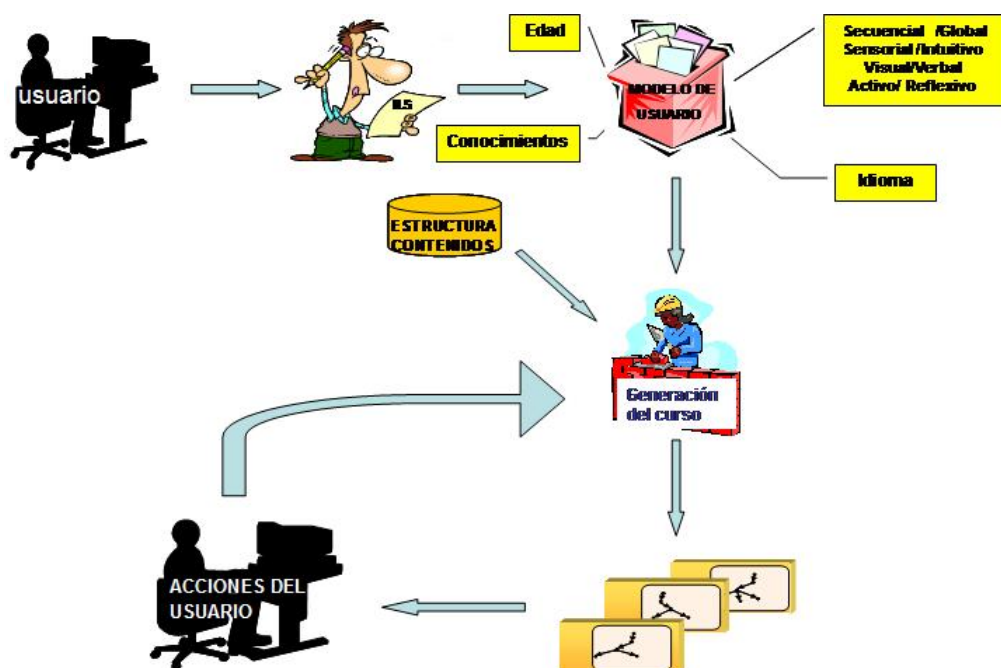 usuario
ILS
Edad
Conocimientos
MODELO DE
USUARIO
Secuencial /Global
Sensorial/Intuitivo
Visual/Verbal
Activo/ Reflexivo
Idioma
ESTRUCTURA
CONTENIDOS
Generación
del curso
ACCIONES DEL
USUARIO